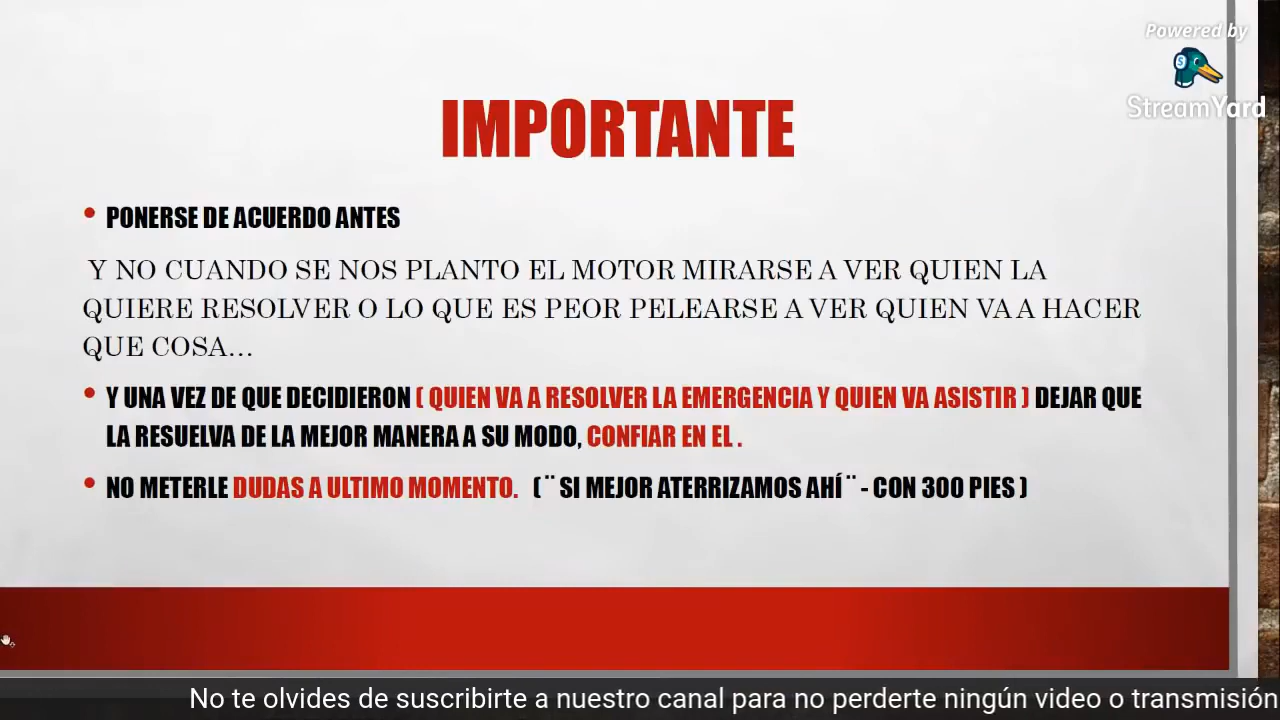 Powered by
StreamYard
IMPORTANTE
• PONERSE DE ACUERDO ANTES
Y NO CUANDO SE NOS PLANTO EL MOTOR MIRARSE A VER QUIEN LA
QUIERE RESOLVER O LO QUE ES PEOR PELEARSE A VER QUIEN VA A HACER
QUE COSA...
• Y UNA VEZ DE QUE DECIDIERON ( QUIEN VA A RESOLVER LA EMERGENCIA Y QUIEN VA ASISTIR ) DEJAR QUE
LA RESUELVA DE LA MEJOR MANERA A SU MODO, CONFIAR EN EL .
• NO METERLE DUDAS A ULTIMO MOMENTO. ( ¨ SI MEJOR ATERRIZAMOS AHÍ ¨ - CON 300 PIES )
No te olvides de suscribirte a nuestro canal para no perderte ningún video o transmisión